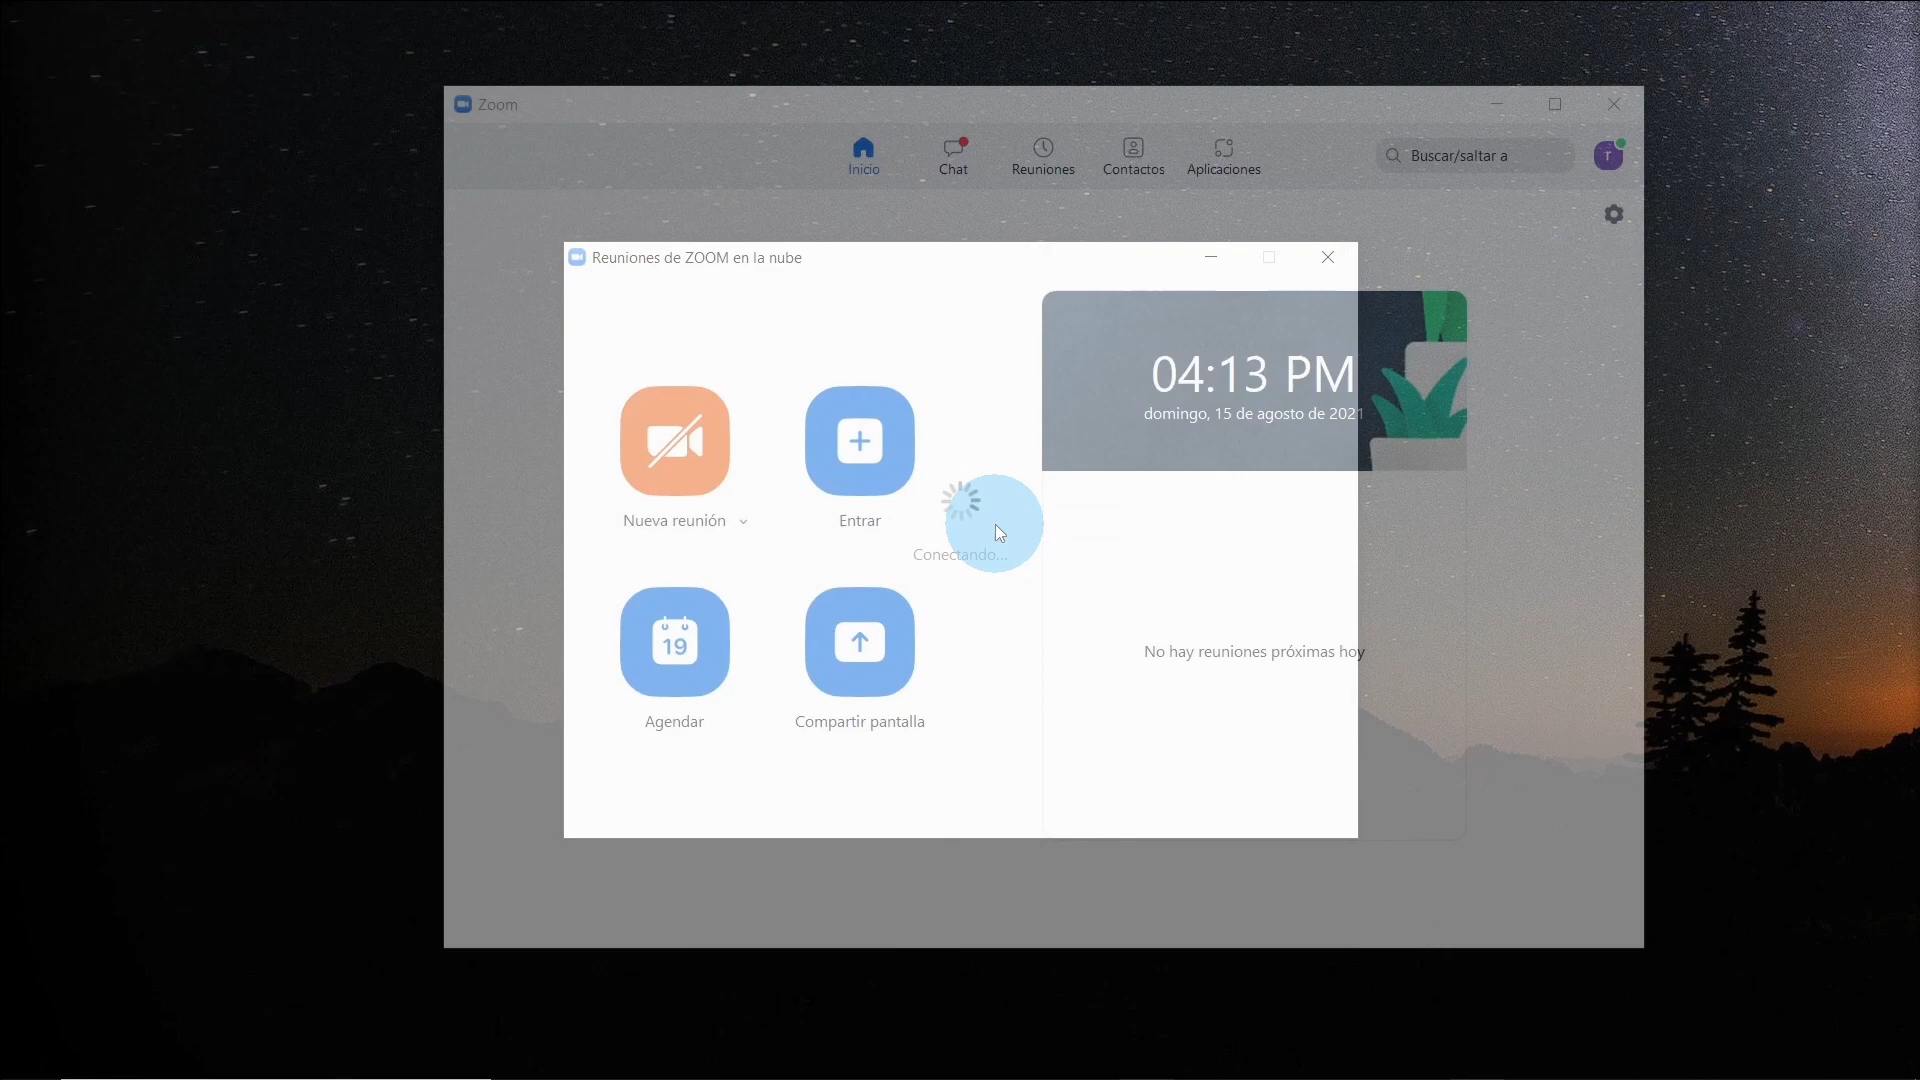 Zoom
Inicio
Chat
Reuniones
Contactos
Aplicaciones
Buscar/saltar a
T
Reuniones de ZOOM en la nube
04:13 PM
domingo, 15 de agosto de 2021
Nueva reunión
Entrar
Conectando...
19
No hay reuniones próximas hoy
Agendar
Compartir pantalla